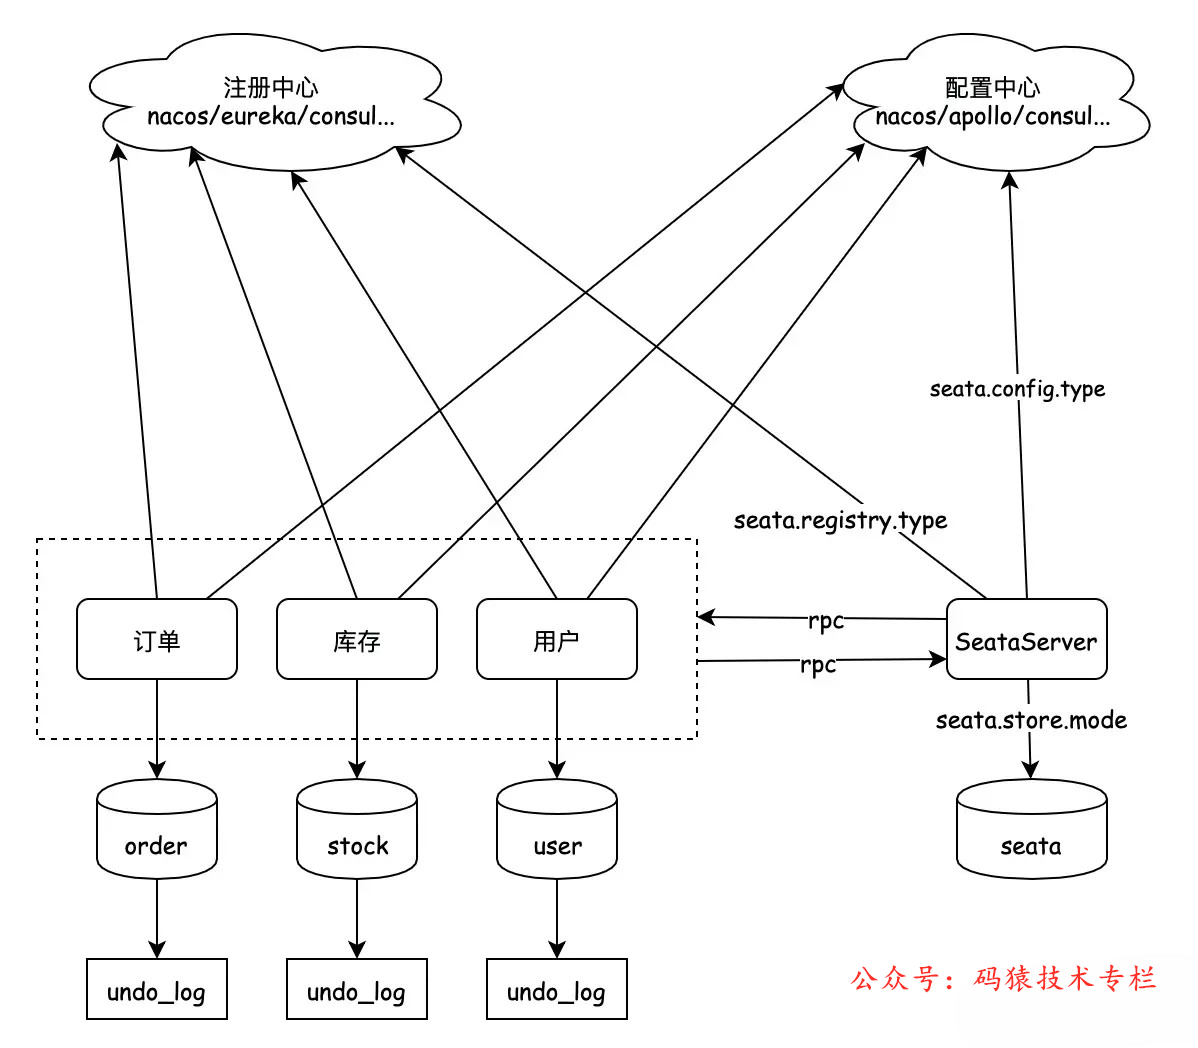 注册中心
nacos/eureka/consul...
配置中心
nacos/apollo/consul...
seata.config.type
seata.registry.type
订单
库存
用户
rpc
rpc
SeataServer
seata.store.mode
order
stock
user
seata
undo_log
undo_log
undo_log
公众号：码猿技术专栏